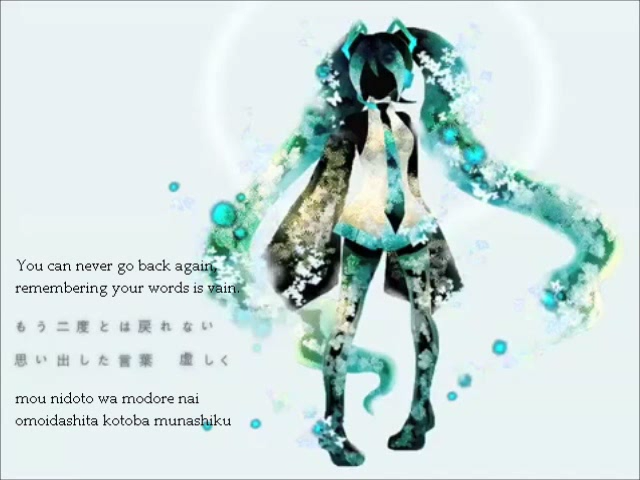 You can never go back again,
remembering your words is vain.
もう二度とは戻れない
思い出した言葉 虚しく
mou nidoto wa modore nai
omoidashita kotoba munashiku